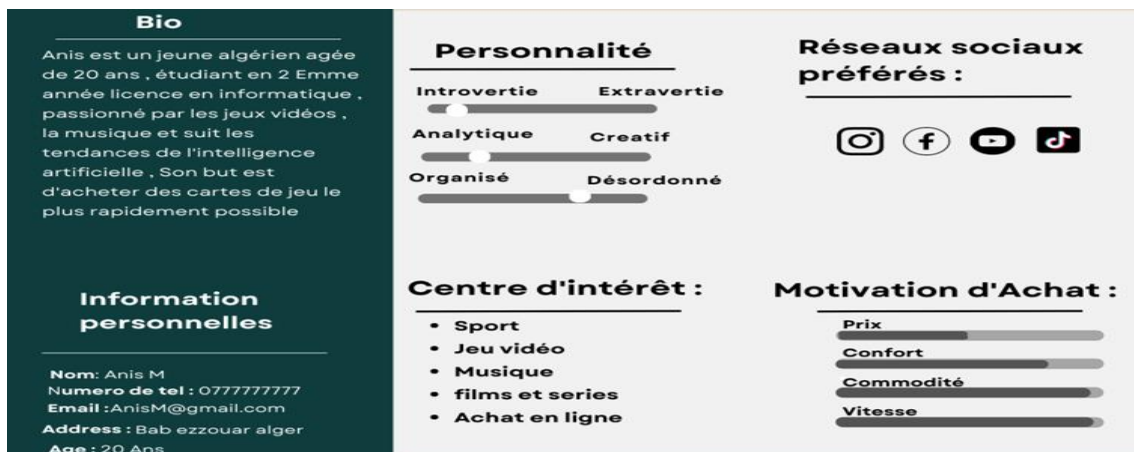 Bio
Anis est un jeune algérien agée
de 20 ans , étudiant en 2 Emme
année licence en informatique ,
passionné par les jeux vidéos ,
la musique et suit les
tendances de l'intelligence
artificielle , Son but est
d'acheter des cartes de jeu le
plus rapidement possible
Information
personnelles
Nom: Anis M
Numero de tel : 0777777777
Email :AnisM@gmail.com
Address : Bab ezzouar alger
Age : 20 Ans
Personnalité
Introvertie Extravertie
Analytique Creatif
Organisé Désordonné
Centre d'intérêt :
• Sport
• Jeu vidéo
• Musique
• films et series
• Achat en ligne
Réseaux sociaux
préférés :
Motivation d'Achat :
Prix
Confort
Commodité
Vitesse